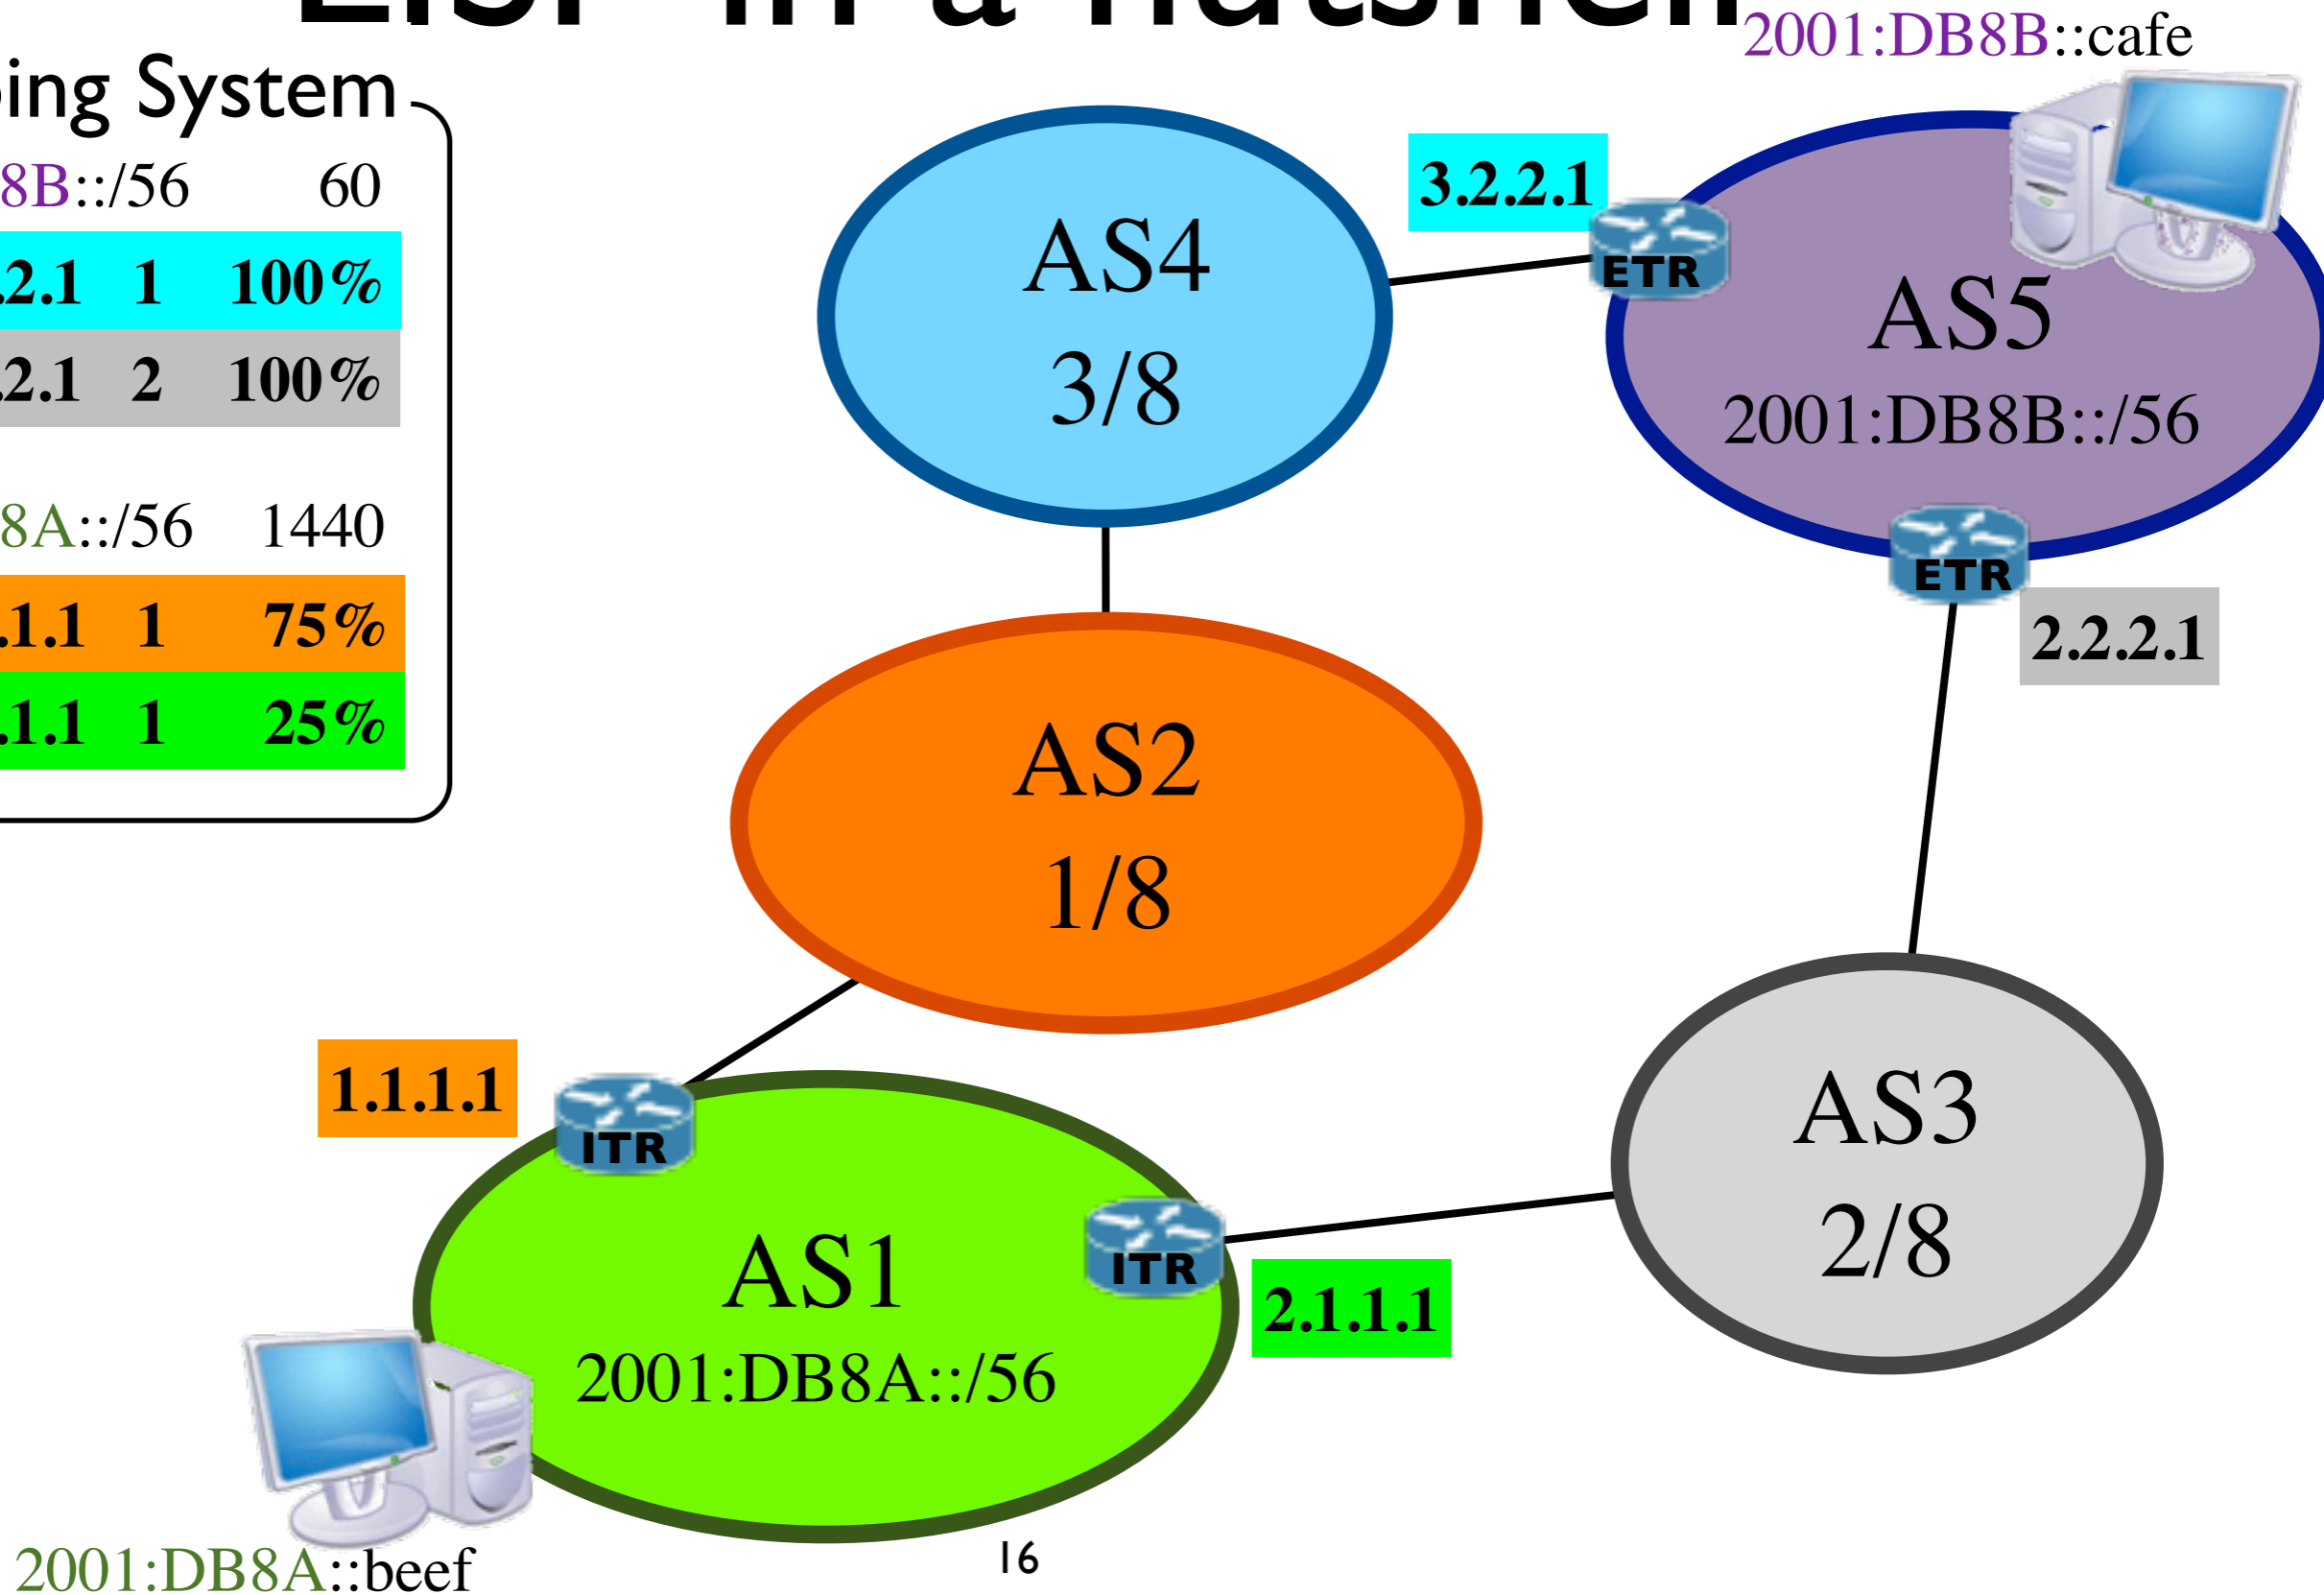 LISP in a nutshell
ing System
8B::/56 60
.2.1 1 100%
.2.1 2 100%
8A::/56 1440
.1.1 1 75%
.1.1 1 25%
2001:DB8B::cafe
AS4
3/8
3.2.2.1
ETR
AS5
2001:DB8B::/56
ETR
2.2.2.1
AS2
1/8
1.1.1.1
ITR
AS3
2/8
AS1
2001:DB8A::/56
ITR
2.1.1.1
2001:DB8A::beef
16